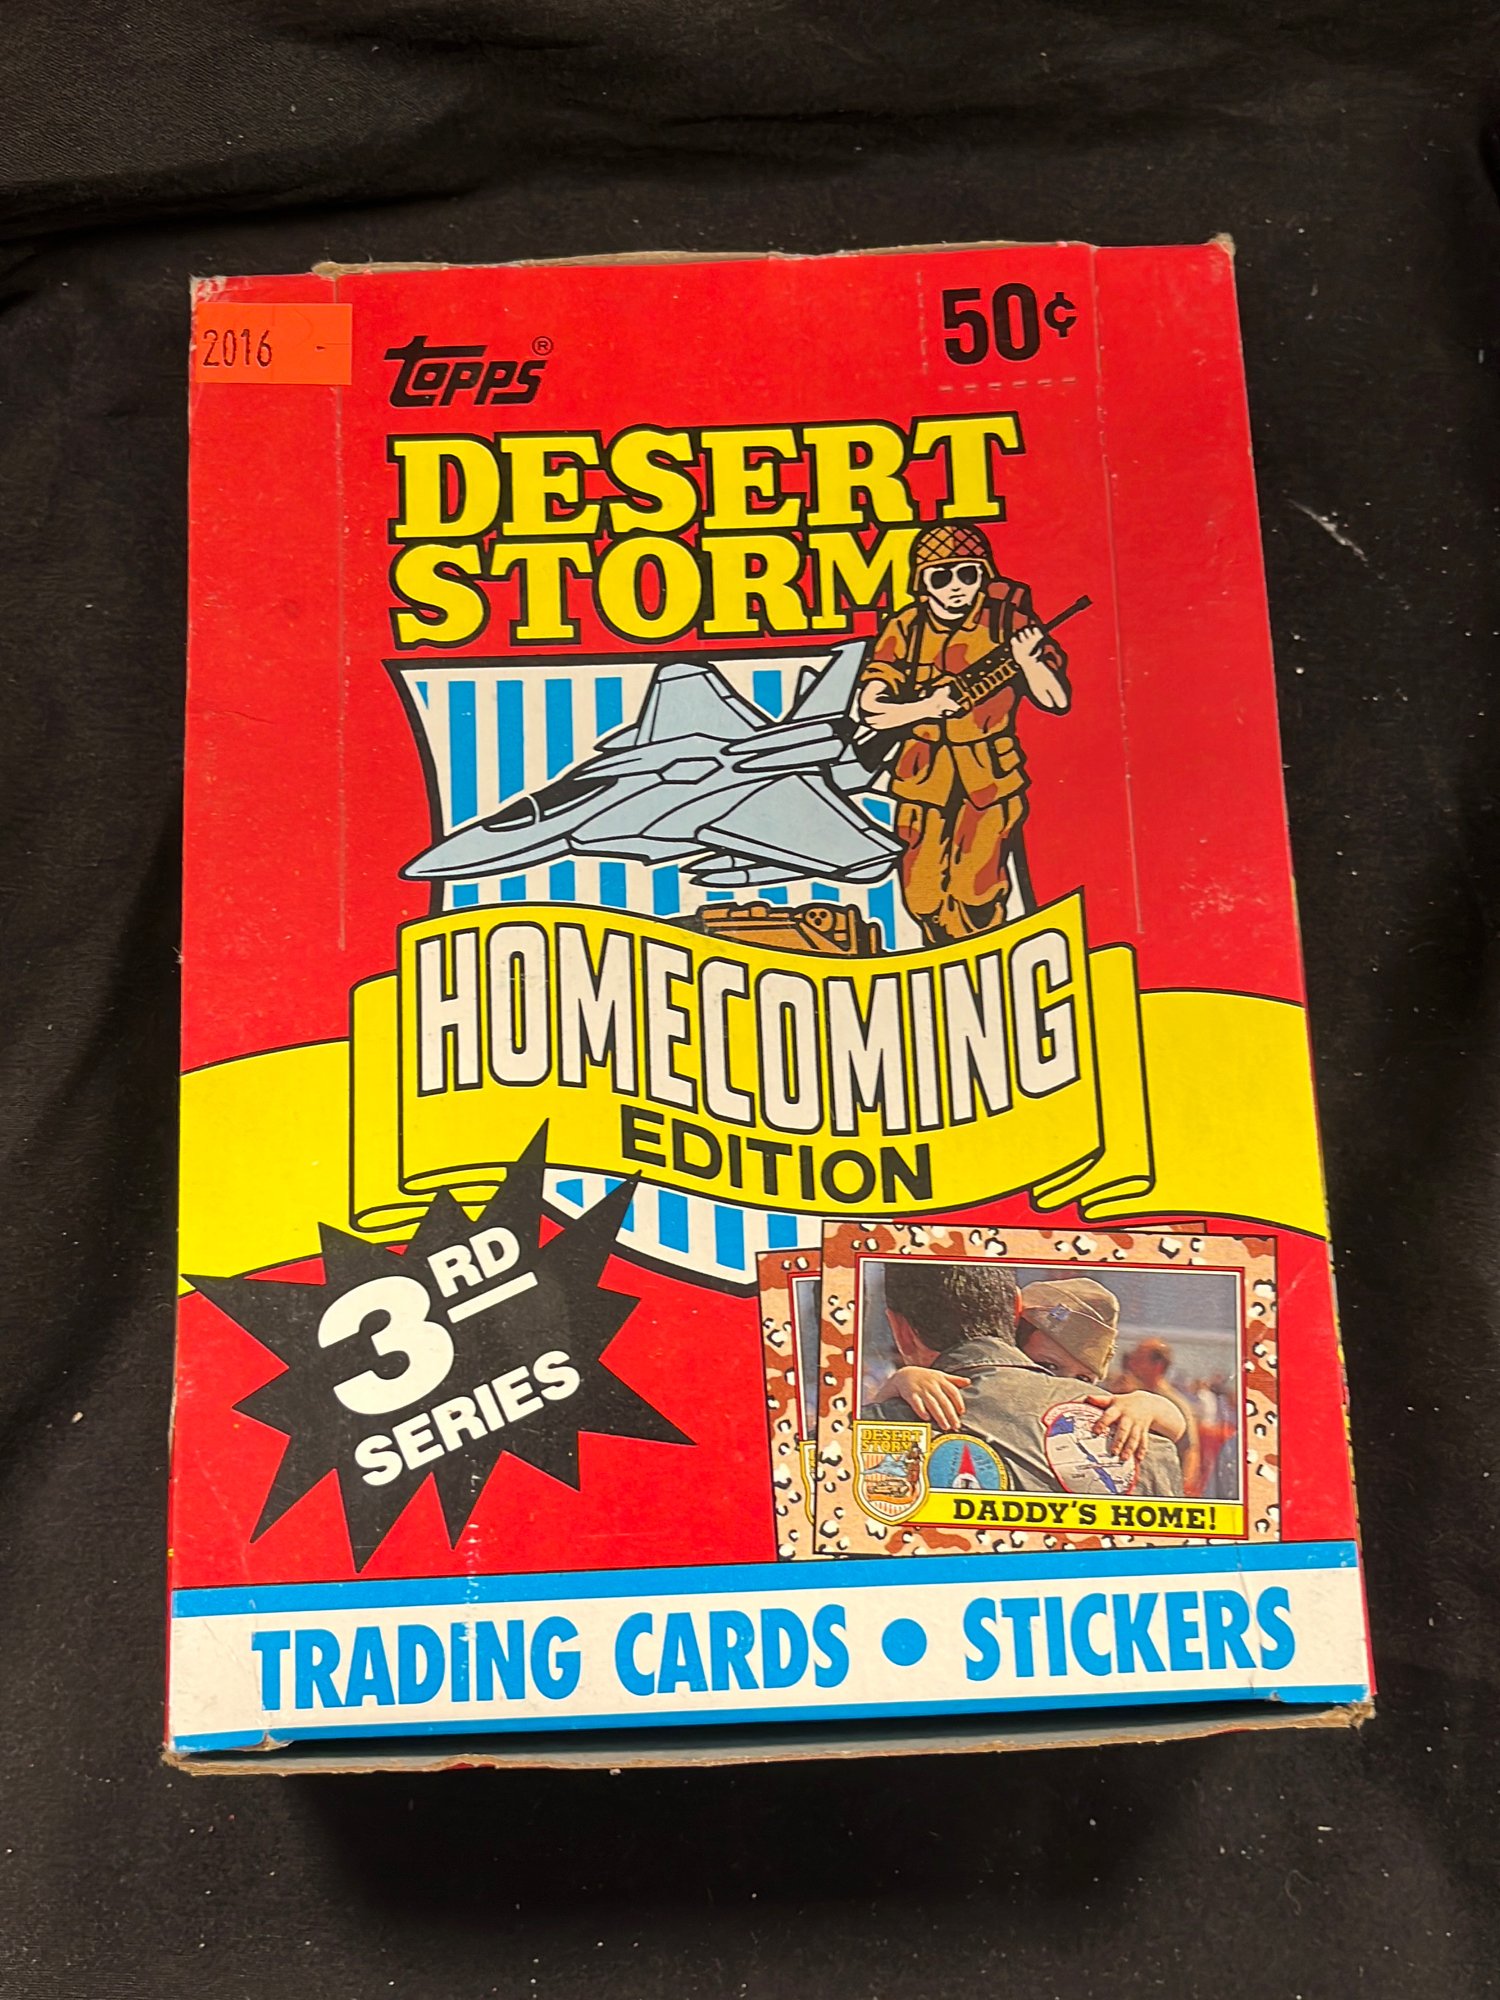 2016
topps®
50¢
DESERT
STORM
HOMECOMING
EDITION
3RD
SERIES
DESERT
STORM
DADDY'S HOME!
TRADING CARDS • STICKERS